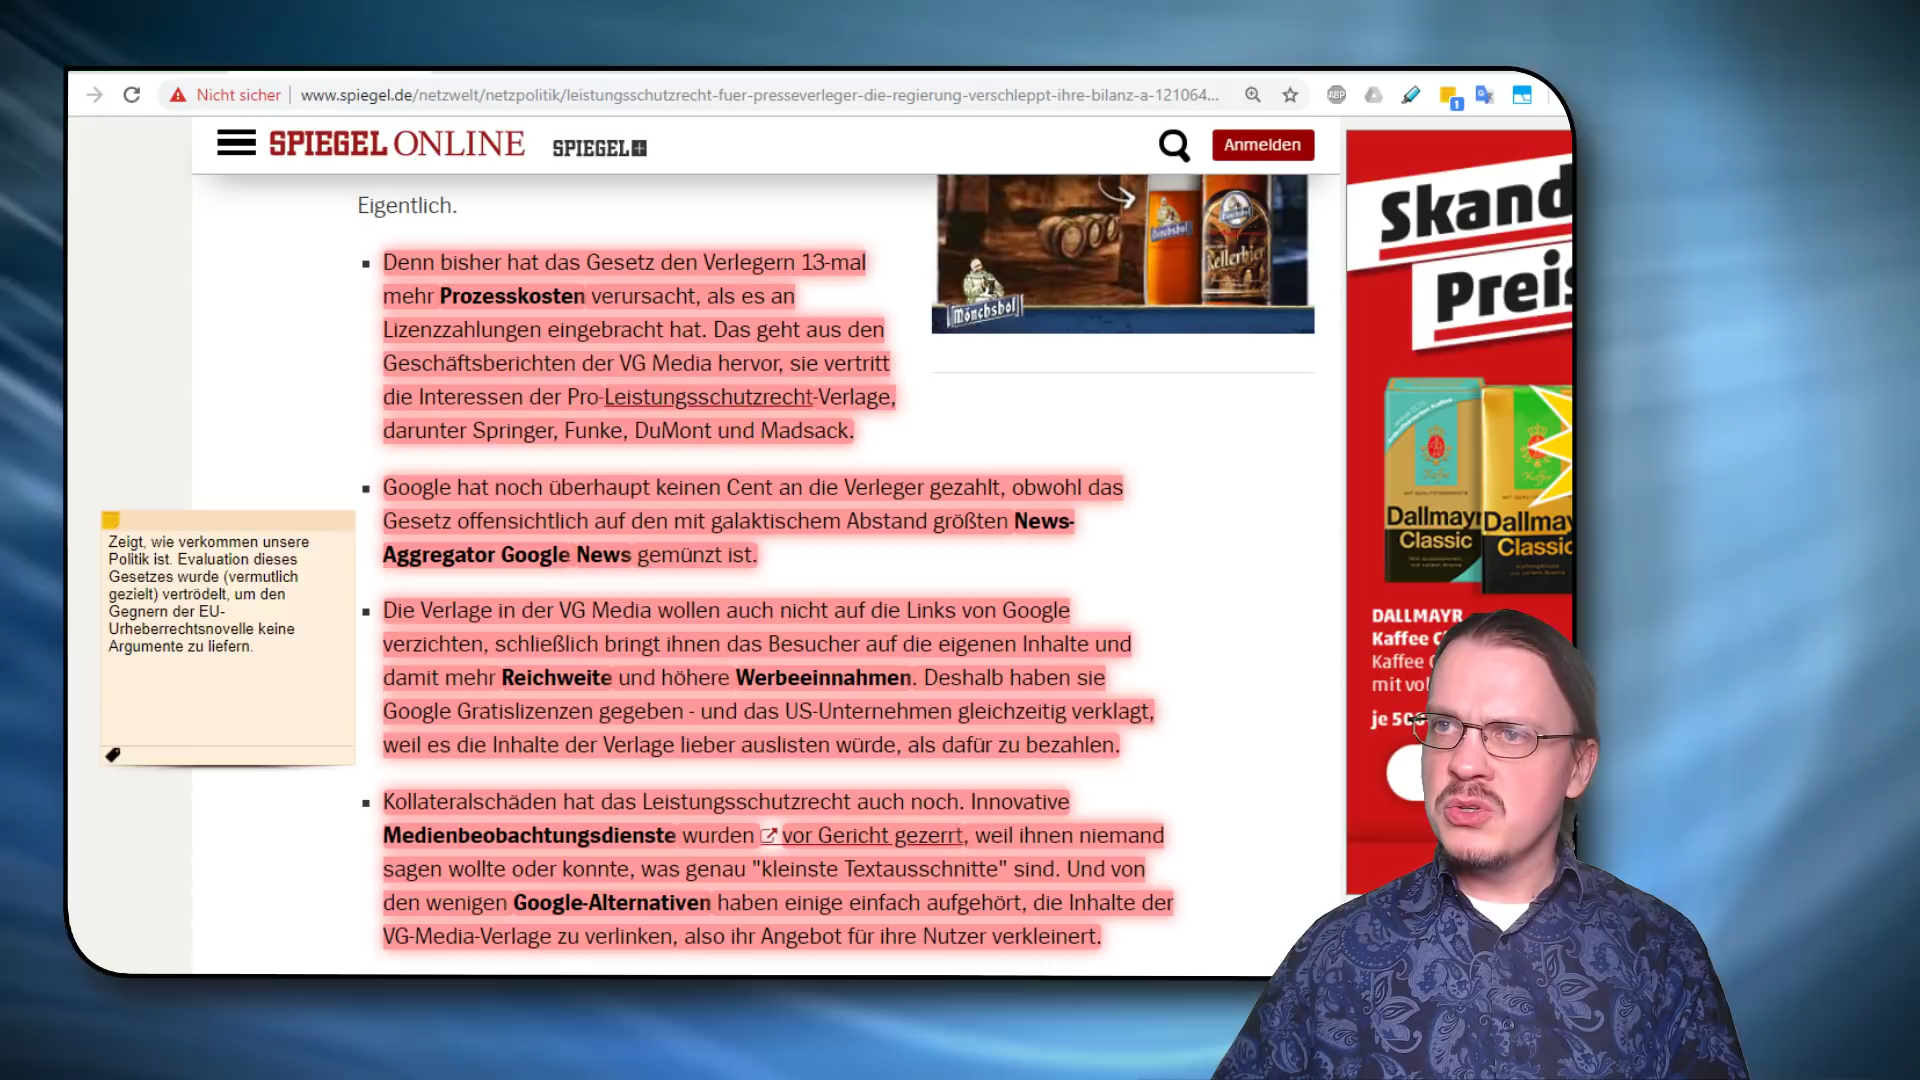 Nicht sicher
www.spiegel.de/netzwelt/netzpolitik/leistungsschutzrecht-fuer-presseverleger-die-regierung-verschleppt-ihre-bilanz-a-121064...
ABP
1
SPIEGEL ONLINE
SPIEGEL+
Anmelden
Eigentlich.
Denn bisher hat das Gesetz den Verlegern 13-mal
mehr Prozesskosten verursacht, als es an
Lizenzzahlungen eingebracht hat. Das geht aus den
Geschäftsberichten der VG Media hervor, sie vertritt
die Interessen der Pro-Leistungsschutzrecht-Verlage,
darunter Springer, Funke, DuMont und Madsack.
Google hat noch überhaupt keinen Cent an die Verleger gezahlt, obwohl das
Gesetz offensichtlich auf den mit galaktischem Abstand größten News-
Aggregator Google News gemünzt ist.
Die Verlage in der VG Media wollen auch nicht auf die Links von Google
verzichten, schließlich bringt ihnen das Besucher auf die eigenen Inhalte und
damit mehr Reichweite und höhere Werbeeinnahmen. Deshalb haben sie
Google Gratislizenzen gegeben - und das US-Unternehmen gleichzeitig verklagt,
weil es die Inhalte der Verlage lieber auslisten würde, als dafür zu bezahlen.
Kollateralschäden hat das Leistungsschutzrecht auch noch. Innovative
Medienbeobachtungsdienste wurden vor Gericht gezerrt, weil ihnen niemand
sagen wollte oder konnte, was genau "kleinste Textausschnitte" sind. Und von
den wenigen Google-Alternativen haben einige einfach aufgehört, die Inhalte der
VG-Media-Verlage zu verlinken, also ihr Angebot für ihre Nutzer verkleinert.
Zeigt, wie verkommen unsere
Politik ist. Evaluation dieses
Gesetzes wurde (vermutlich
gezielt) vertrödelt, um den
Gegnern der EU-
Urheberrechtsnovelle keine
Argumente zu liefern.
Mönchshof
Mönchshof
Kellerbier
Skand
Preis
Dallmayr
Classic
Dallmay
Classic
DALLMAYR
Kaffee C
Kaffee
mit vol
je 500